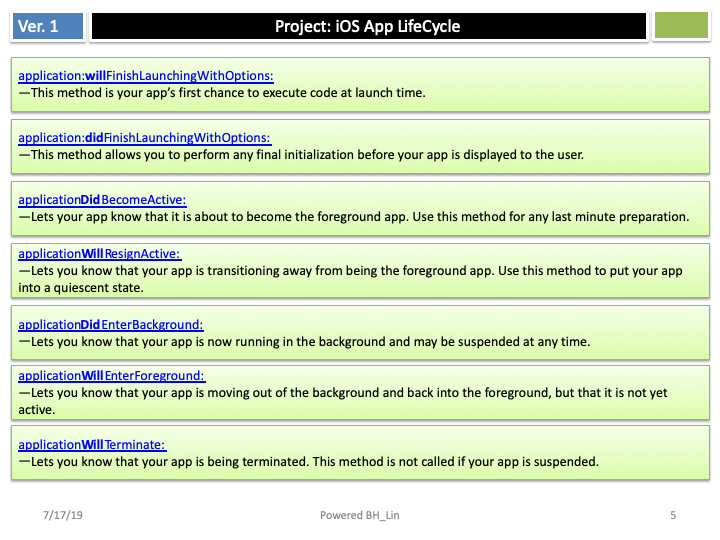 Ver. 1
Project: iOS App LifeCycle
application:willFinishLaunchingWithOptions:
—This method is your app’s first chance to execute code at launch time.
application:didFinishLaunchingWithOptions:
—This method allows you to perform any final initialization before your app is displayed to the user.
applicationDidBecomeActive:
—Lets your app know that it is about to become the foreground app. Use this method for any last minute preparation.
applicationWillResignActive:
—Lets you know that your app is transitioning away from being the foreground app. Use this method to put your app
into a quiescent state.
applicationDidEnterBackground:
—Lets you know that your app is now running in the background and may be suspended at any time.
applicationWillEnterForeground:
—Lets you know that your app is moving out of the background and back into the foreground, but that it is not yet
active.
applicationWillTerminate:
—Lets you know that your app is being terminated. This method is not called if your app is suspended.
7/17/19
Powered BH_Lin
5